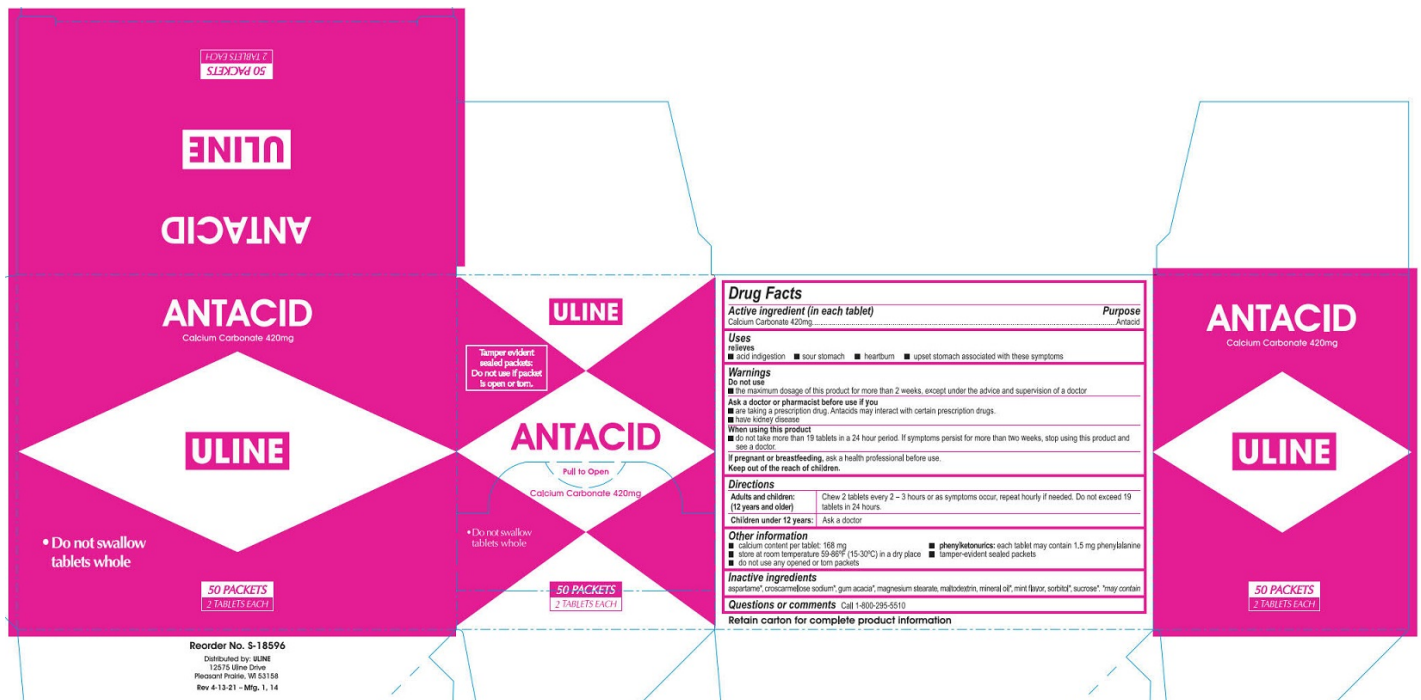 2 TABLETS EACH
50 PACKETS
ULINE
ANTACID
ANTACID
Calcium Carbonate 420mg
ULINE
• Do not swallow
tablets whole
50 PACKETS
2 TABLETS EACH
Reorder No. S-18596
Distributed by: ULINE
12575 Uline Drive
Pleasant Prairie, WI 53158
Rev 4-13-21 – Mfg. 1, 14
ULINE
Tamper evident
sealed packets:
Do not use if packet
is open or torn.
ANTACID
Pull to Open
Calcium Carbonate 420mg
• Do not swallow
tablets whole
50 PACKETS
2 TABLETS EACH
Drug Facts
Active ingredient (in each tablet) Purpose
Calcium Carbonate 420mg..........Antacid
Uses
relieves
■ acid indigestion ■ sour stomach ■ heartburn ■ upset stomach associated with these symptoms
Warnings
Do not use
■ the maximum dosage of this product for more than 2 weeks, except under the advice and supervision of a doctor
Ask a doctor or pharmacist before use if you
■ are taking a prescription drug. Antacids may interact with certain prescription drugs.
■ have kidney disease
When using this product
■ do not take more than 19 tablets in a 24 hour period. If symptoms persist for more than two weeks, stop using this product and
see a doctor.
If pregnant or breastfeeding, ask a health professional before use.
Keep out of the reach of children.
Directions
Adults and children: Chew 2 tablets every 2 – 3 hours or as symptoms occur, repeat hourly if needed. Do not exceed 19
(12 years and older) tablets in 24 hours.
Children under 12 years: Ask a doctor
Other information
■ calcium content per tablet: 168 mg ■ phenylketonurics: each tablet may contain 1,5 mg phenylalanine
■ store at room temperature 59-86ºF (15-30ºC) in a dry place ■ tamper-evident sealed packets
■ do not use any opened or torn packets
Inactive ingredients
aspartame*, croscarmellose sodium*, gum acacia*, magnesium stearate, maltodextrin, mineral oil*, mint flavor, sorbitol*, sucrose*. *may contain
Questions or comments Call 1-800-295-5510
Retain carton for complete product information
ANTACID
Calcium Carbonate 420mg
ULINE
50 PACKETS
2 TABLETS EACH